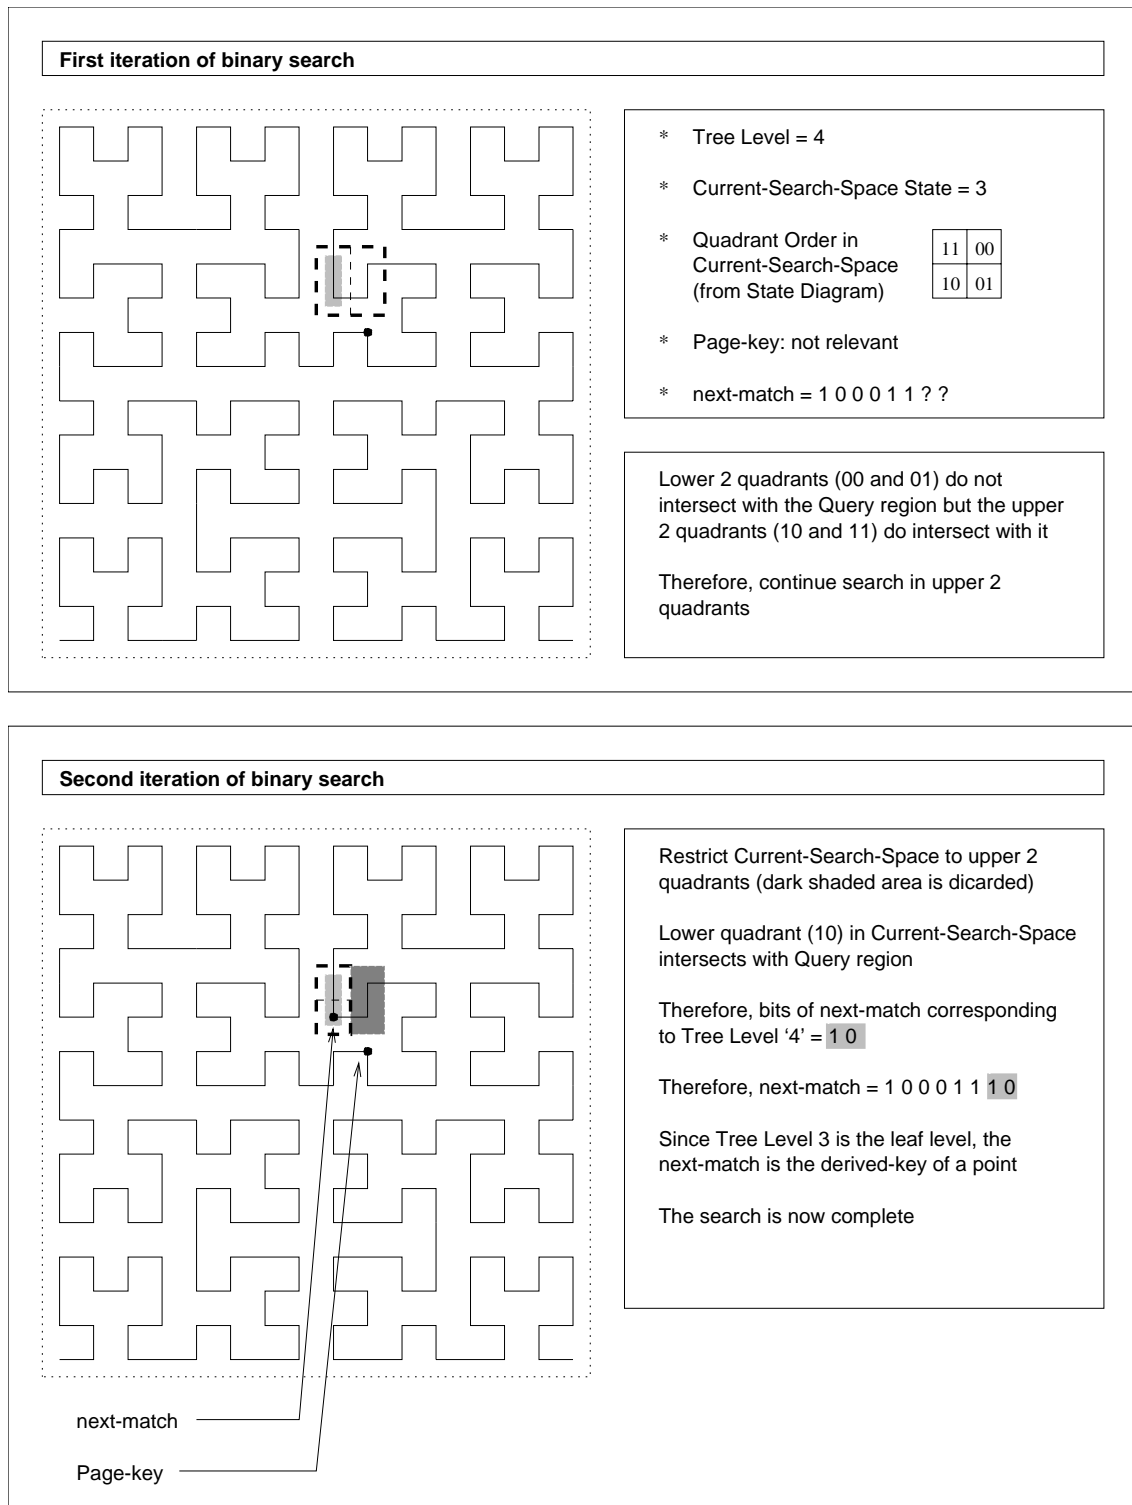 First iteration of binary search
* Tree Level = 4
* Current-Search-Space State = 3
* Quadrant Order in
Current-Search-Space
(from State Diagram)
11 00
10 01
* Page-key: not relevant
* next-match = 1 0 0 0 1 1 ? ?
Lower 2 quadrants (00 and 01) do not
intersect with the Query region but the upper
2 quadrants (10 and 11) do intersect with it
Therefore, continue search in upper 2
quadrants
Second iteration of binary search
Restrict Current-Search-Space to upper 2
quadrants (dark shaded area is dicarded)
Lower quadrant (10) in Current-Search-Space
intersects with Query region
Therefore, bits of next-match corresponding
to Tree Level ‘4’ = 1 0
Therefore, next-match = 1 0 0 0 1 1 1 0
Since Tree Level 3 is the leaf level, the
next-match is the derived-key of a point
The search is now complete
next-match
Page-key